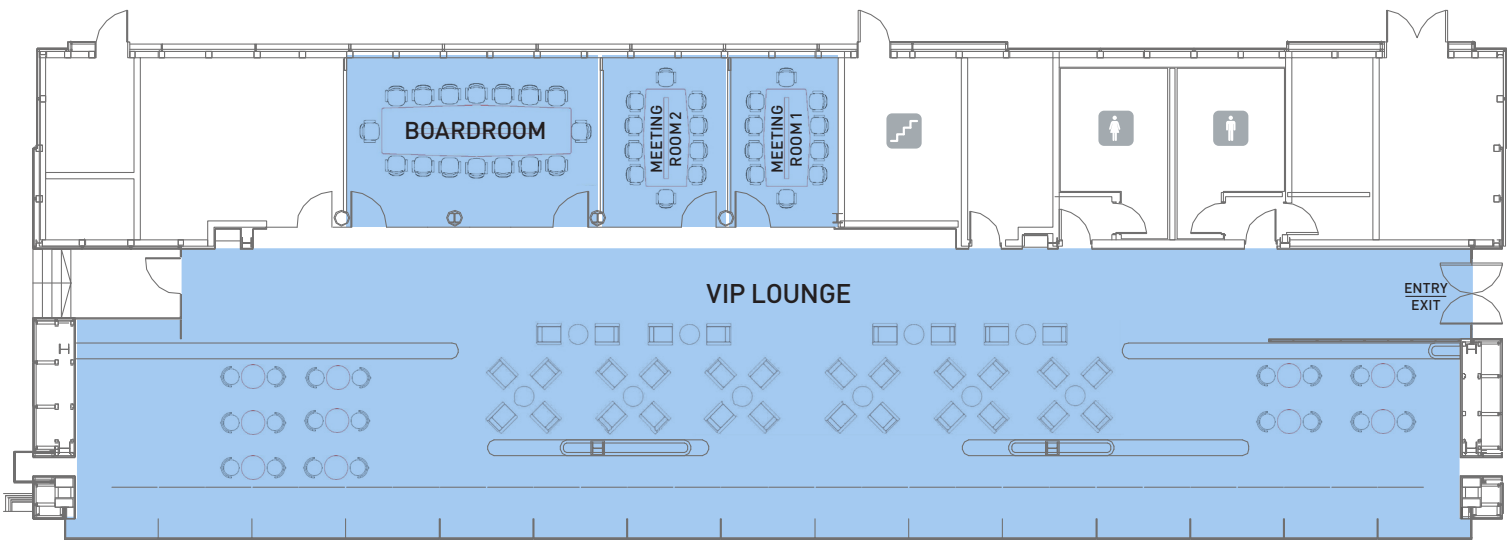 BOARDROOM
MEETING
ROOM 2
MEETING
ROOM 1
VIP LOUNGE
ENTRY
EXIT